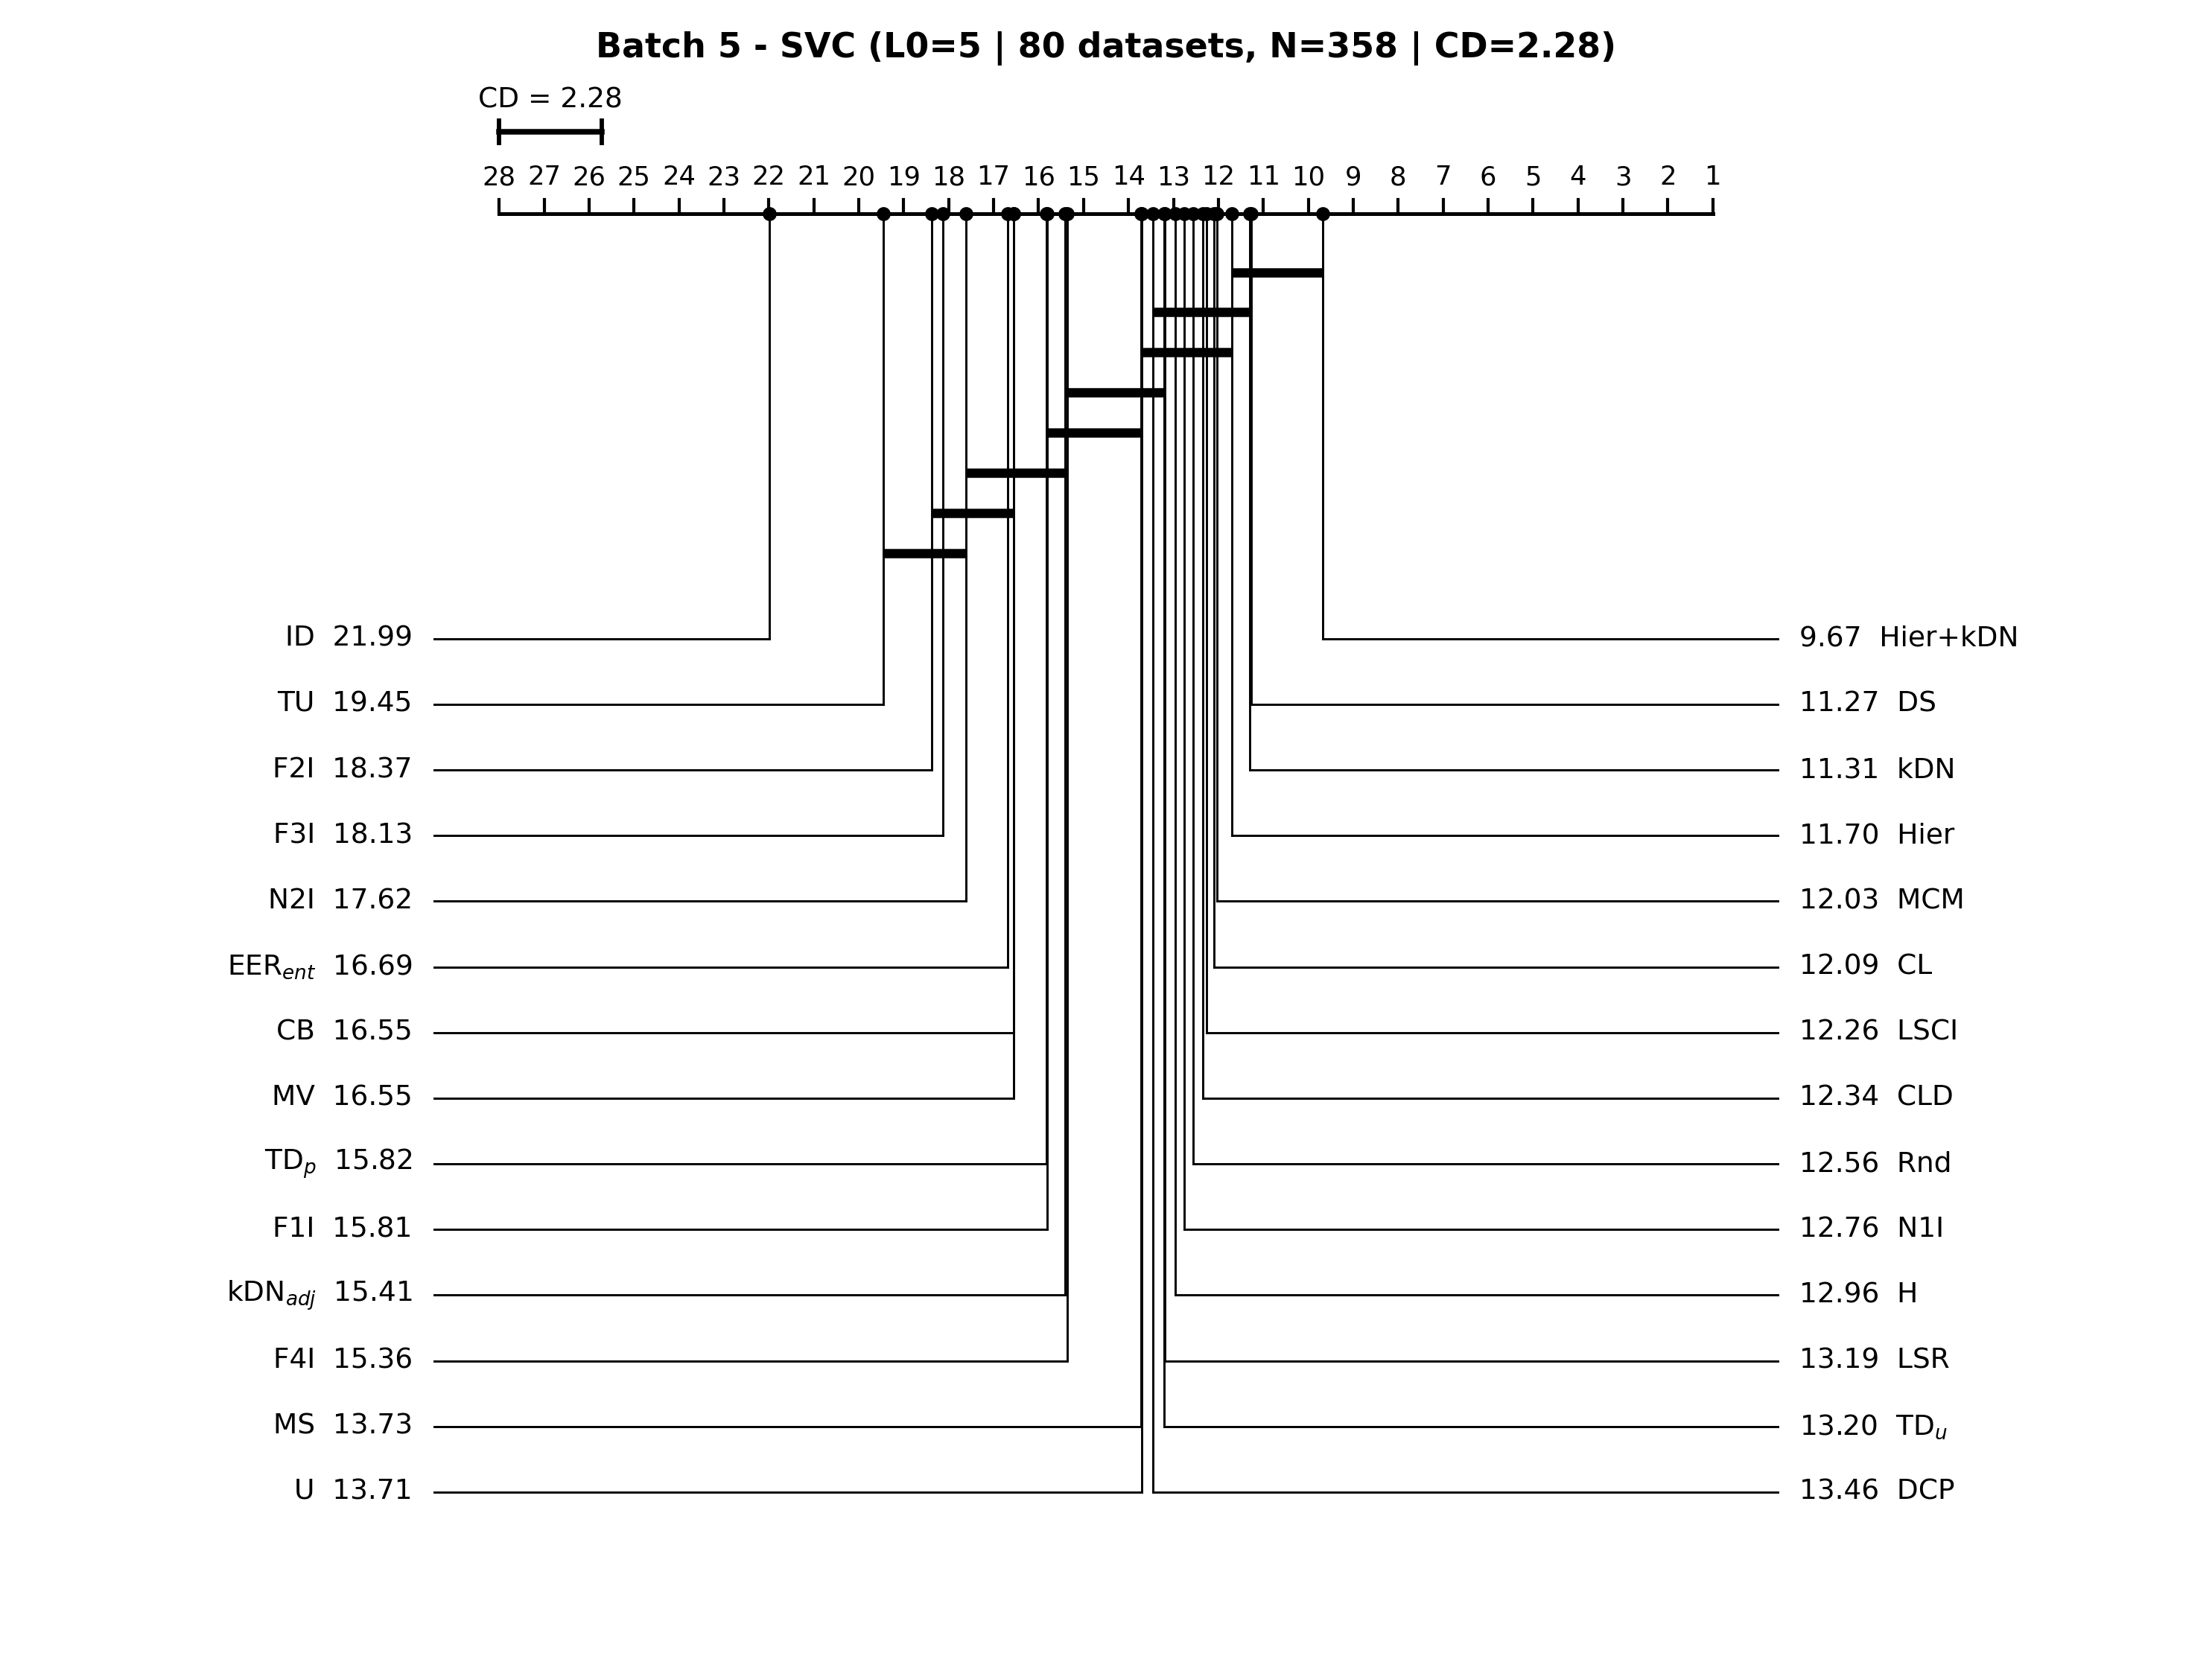 Batch 5 - SVC (L0=5 | 80 datasets, N=358 | CD=2.28)
CD = 2.28
28 27 26 25 24 23 22 21 20 19 18 17 16 15 14 13 12 11 10 9 8 7 6 5 4 3 2 1
ID 21.99
TU 19.45
F2I 18.37
F3I 18.13
N2I 17.62
EERent 16.69
CB 16.55
MV 16.55
TDp 15.82
F1I 15.81
kDNadj 15.41
F4I 15.36
MS 13.73
U 13.71
9.67 Hier+kDN
11.27 DS
11.31 kDN
11.70 Hier
12.03 MCM
12.09 CL
12.26 LSCI
12.34 CLD
12.56 Rnd
12.76 N1I
12.96 H
13.19 LSR
13.20 TDu
13.46 DCP